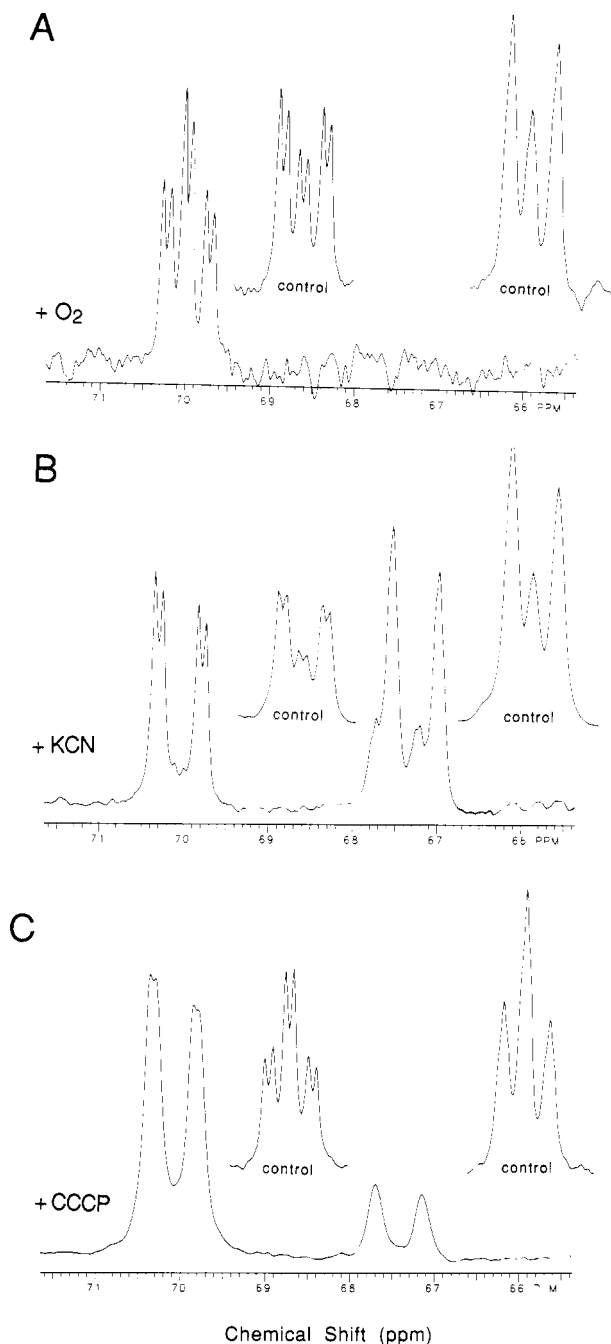 A
control
control
+ O2
71 70 69 68 67 66 PPM
B
control
control
+ KCN
71 70 69 68 67 66 PPM
C
control
control
+ CCCP
71 70 69 68 67 66
Chemical Shift (ppm)